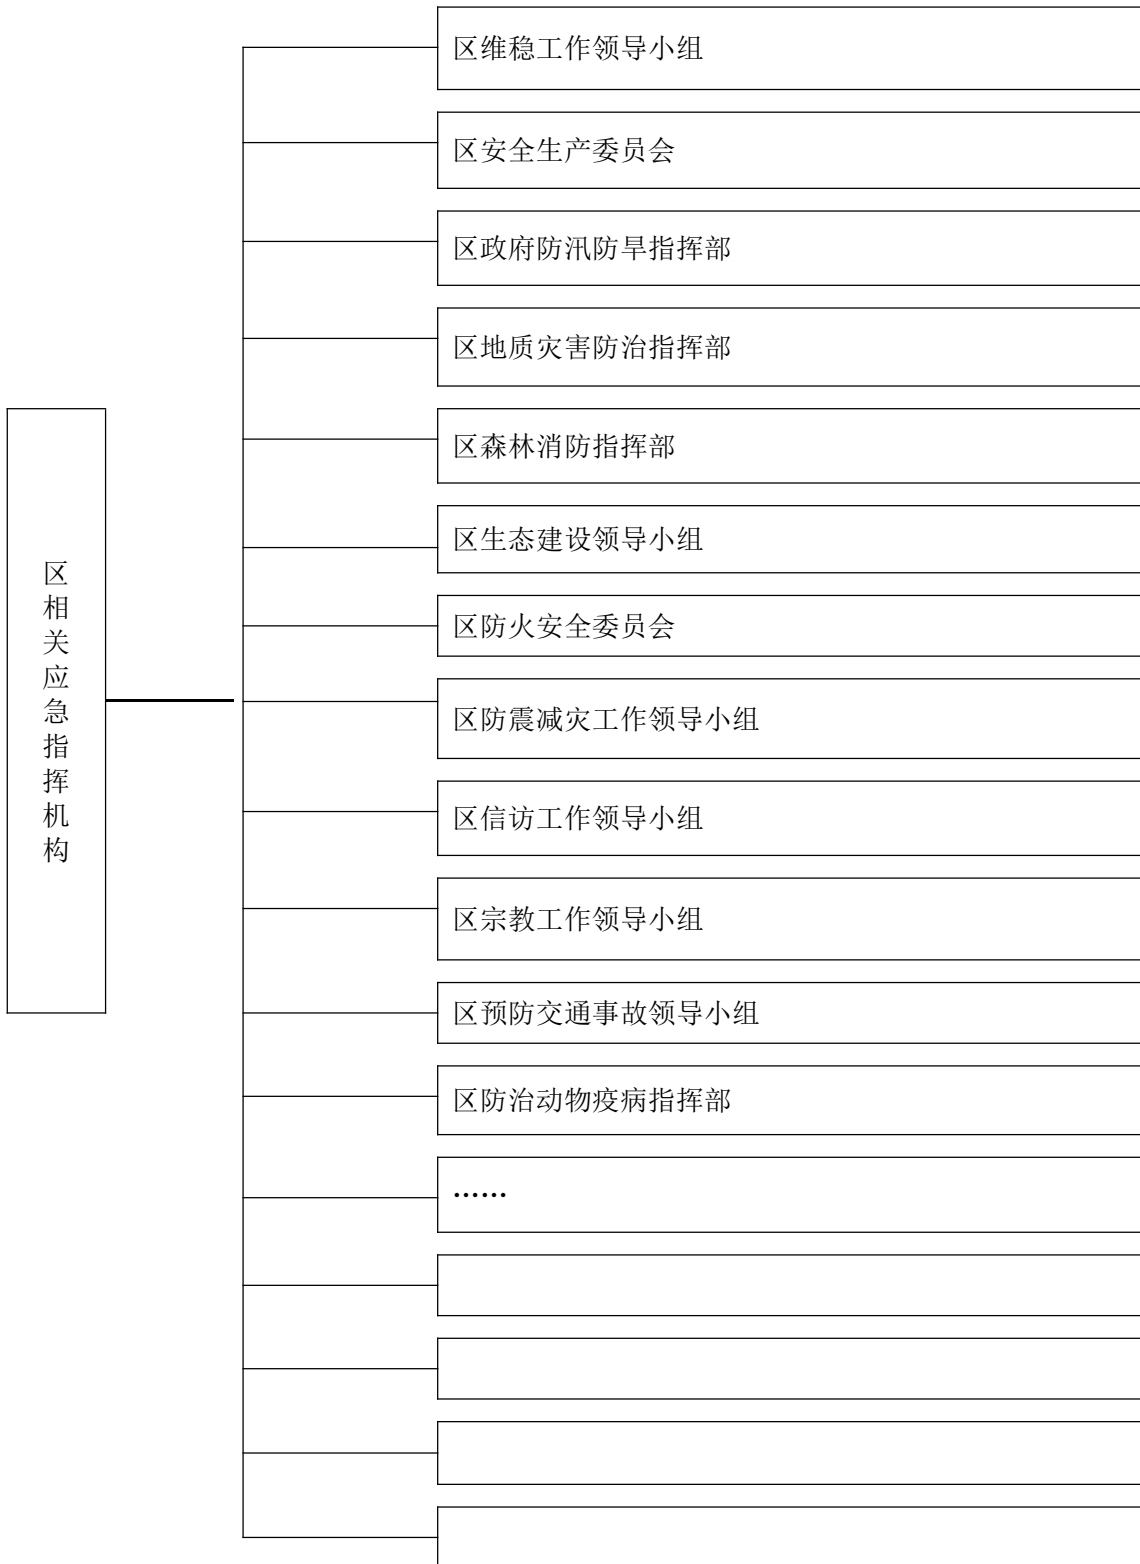 区维稳工作领导小组
区安全生产委员会
区政府防汛防旱指挥部
区地质灾害防治指挥部
区森林消防指挥部
区生态建设领导小组
区防火安全委员会
区防震减灾工作领导小组
区信访工作领导小组
区宗教工作领导小组
区预防交通事故领导小组
区防治动物疫病指挥部
……
区相关应急指挥机构